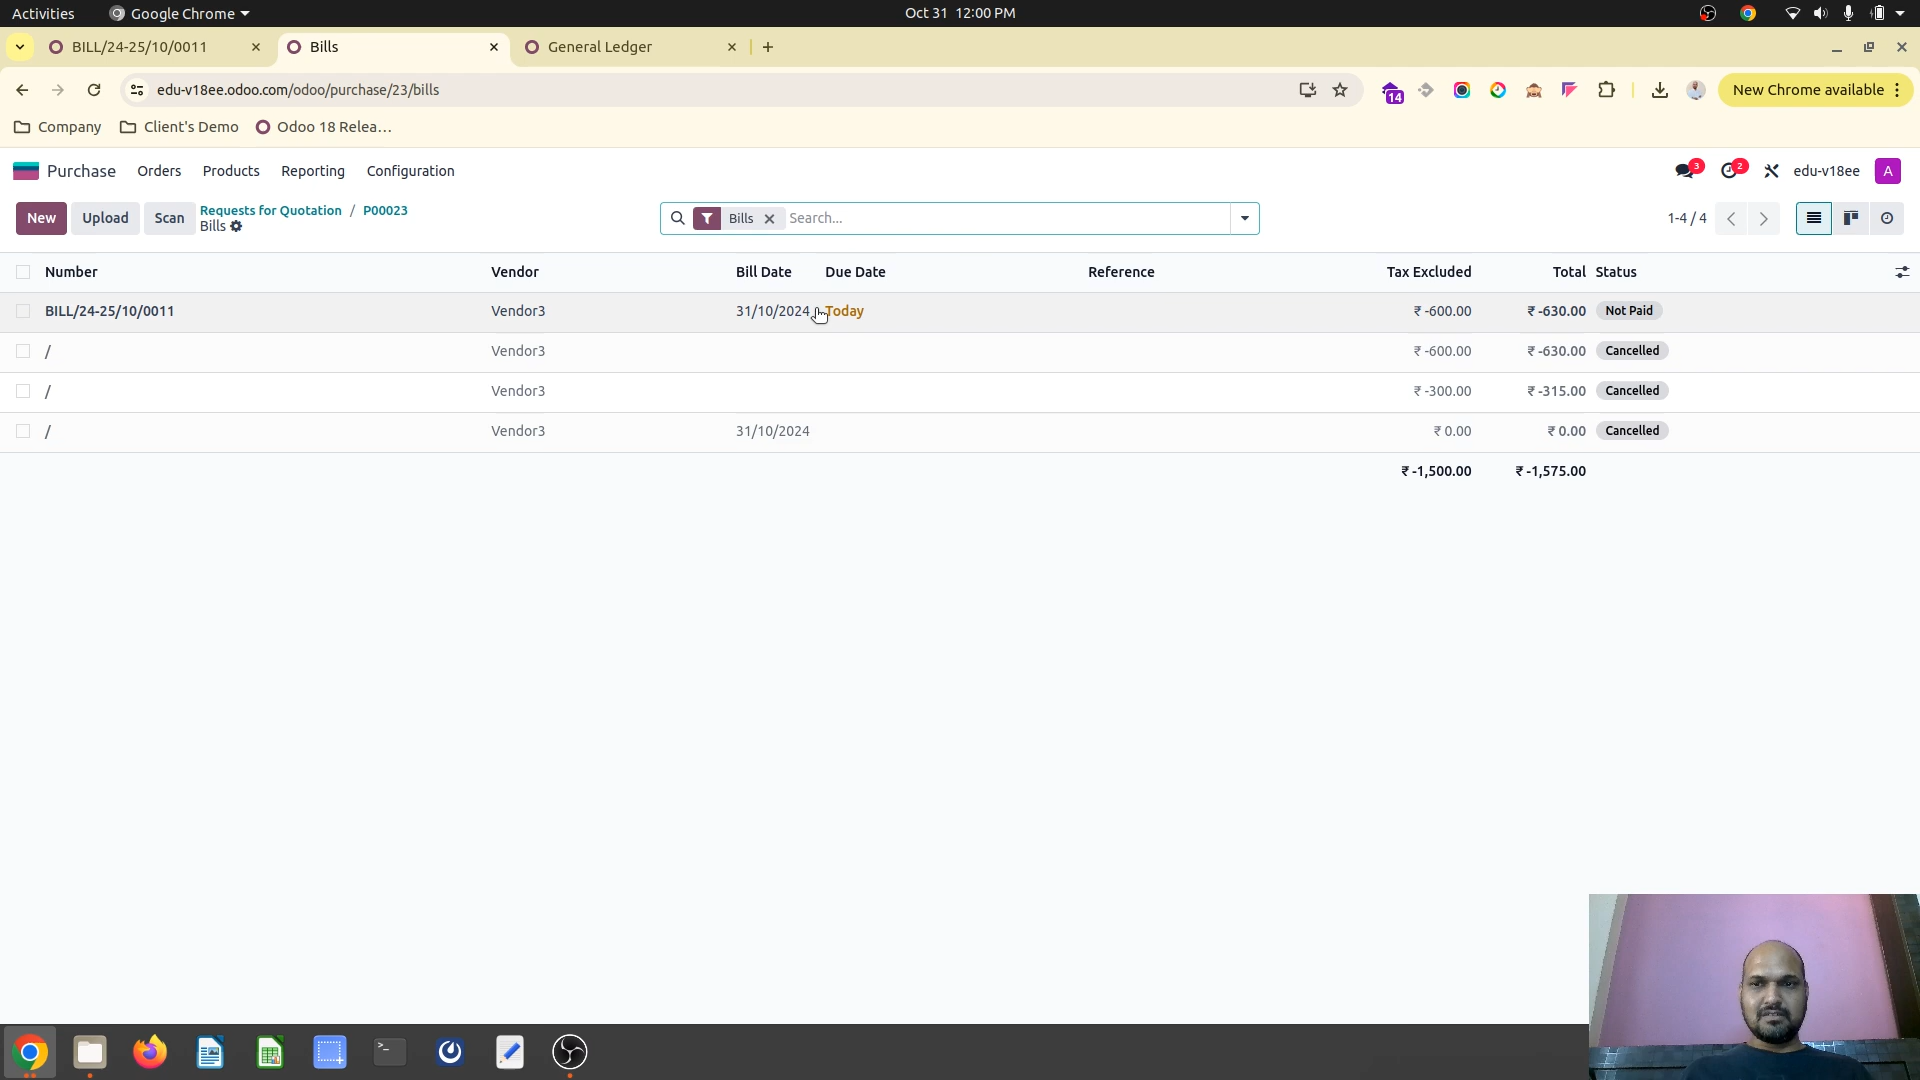 Activities Google Chrome Oct 31 12:00 PM
BILL/24-25/10/0011 Bills General Ledger
edu-v18ee.odoo.com/odoo/purchase/23/bills 14 New Chrome available
Company Client's Demo Odoo 18 Relea...
Purchase Orders Products Reporting Configuration 3 2 edu-v18ee A
New Upload Scan Requests for Quotation / P00023 Bills Search... 1-4 / 4
Bills
Number Vendor Bill Date Due Date Reference Tax Excluded Total Status
BILL/24-25/10/0011 Vendor3 31/10/2024 Today ₹ -600.00 ₹ -630.00 Not Paid
/ Vendor3 ₹ -600.00 ₹ -630.00 Cancelled
/ Vendor3 ₹ -300.00 ₹ -315.00 Cancelled
/ Vendor3 31/10/2024 ₹ 0.00 ₹ 0.00 Cancelled
₹ -1,500.00 ₹ -1,575.00